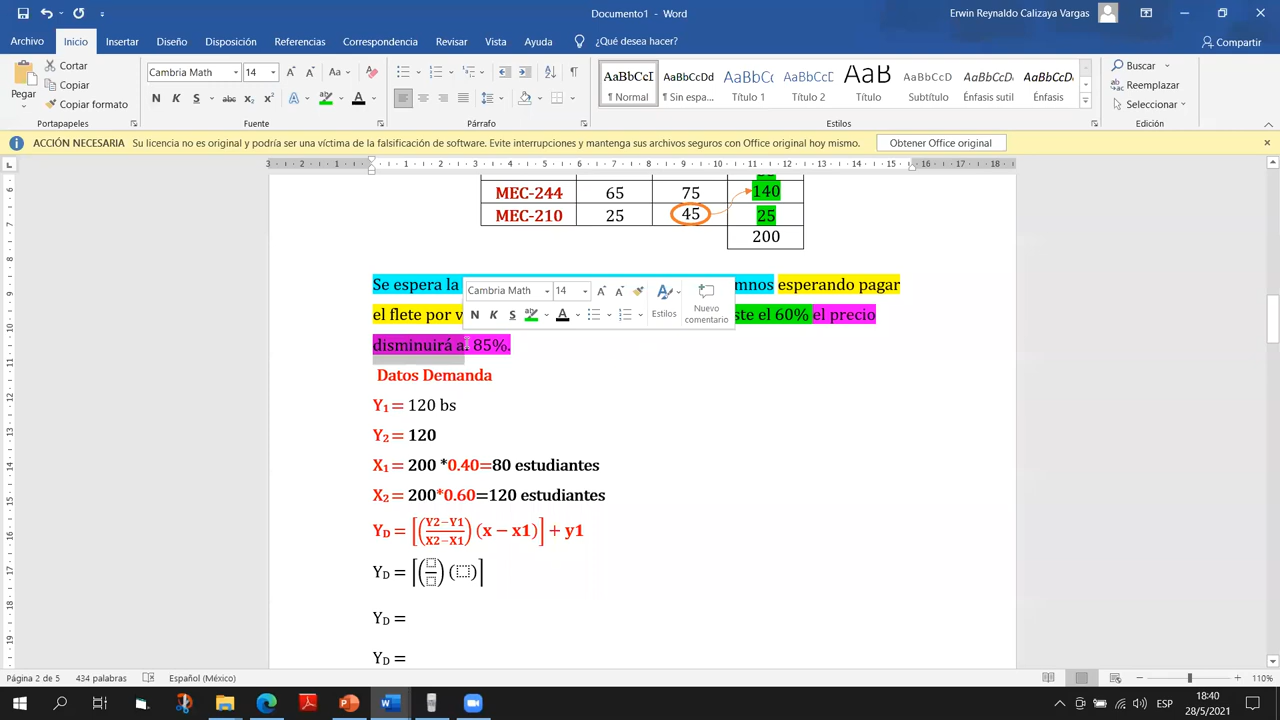 Documento1 - Word
Erwin Reynaldo Calizaya Vargas
Archivo Inicio Insertar Diseño Disposición Referencias Correspondencia Revisar Vista Ayuda ¿Qué desea hacer? Compartir
Pegar
Cortar
Copiar
Copiar formato
Portapapeles
Cambria Math 14
Fuente
Párrafo
AaBbCcI AaBbCcDd AaBbCc AaBbCcI AaB AaBbCcD AaBbCcI AaBbCcI
¶ Normal ¶ Sin espa... Título 1 Título 2 Título Subtítulo Énfasis sutil Énfasis
Estilos
Buscar
Reemplazar
Seleccionar
Edición
ACCIÓN NECESARIA Su licencia no es original y podría ser una víctima de la falsificación de software. Evite interrupciones y mantenga sus archivos seguros con Office original hoy mismo. Obtener Office original
MEC-244 65 75 140
MEC-210 25 45 25
200
Se espera la mnos esperando pagar
el flete por v ste el 60% el precio
disminuirá al 85%.
Cambria Math 14
N K S Estilos Nuevo comentario
Datos Demanda
Y1 = 120 bs
Y2 = 120
X1 = 200 *0.40=80 estudiantes
X2 = 200*0.60=120 estudiantes
YD = [(Y2−Y1/X2−X1) (x − x1)] + y1
YD = [( ) ( )]
YD =
YD =
Página 2 de 5 434 palabras Español (México) 110%
ESP
18:40
28/5/2021